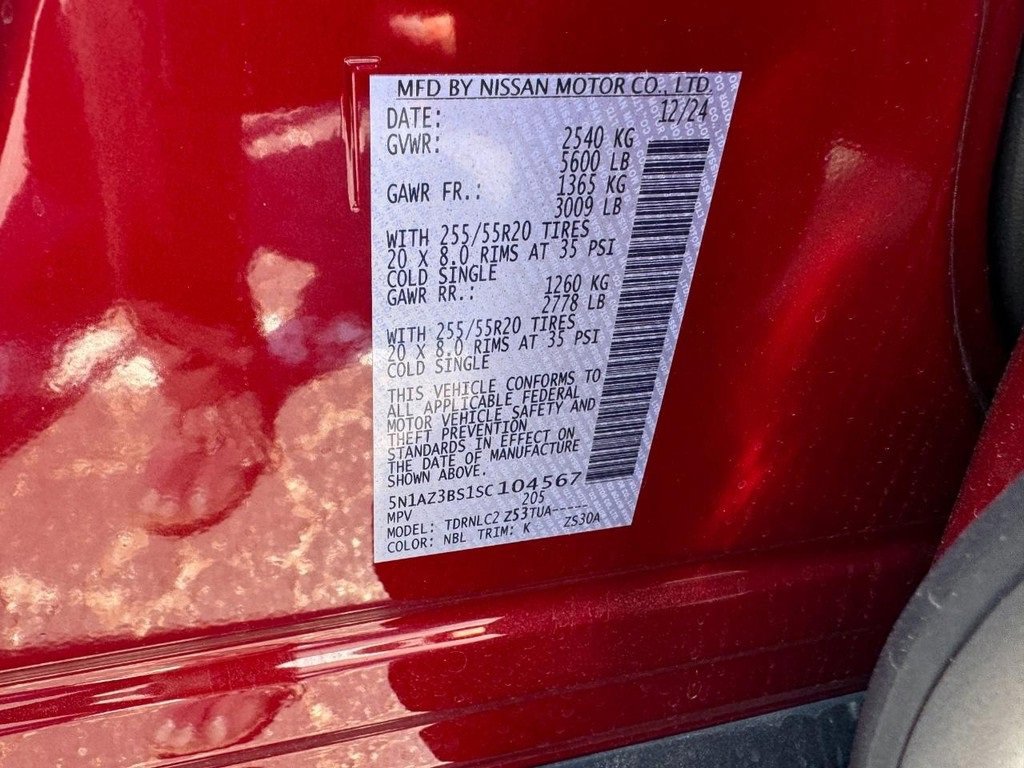 MFD BY NISSAN MOTOR CO., LTD.
DATE: 12/24
GVWR: 2540 KG
5600 LB
GAWR FR.: 1365 KG
3009 LB
WITH 255/55R20 TIRES
20 X 8.0 RIMS AT 35 PSI
COLD SINGLE
GAWR RR.: 1260 KG
2778 LB
WITH 255/55R20 TIRES
20 X 8.0 RIMS AT 35 PSI
COLD SINGLE
THIS VEHICLE CONFORMS TO
ALL APPLICABLE FEDERAL
MOTOR VEHICLE SAFETY AND
THEFT PREVENTION
STANDARDS IN EFFECT ON
THE DATE OF MANUFACTURE
SHOWN ABOVE.
5N1AZ3BS1SC104567
MPV 205
MODEL: TDRNLC2 Z53TUA-----
COLOR: NBL TRIM: K ZS30A